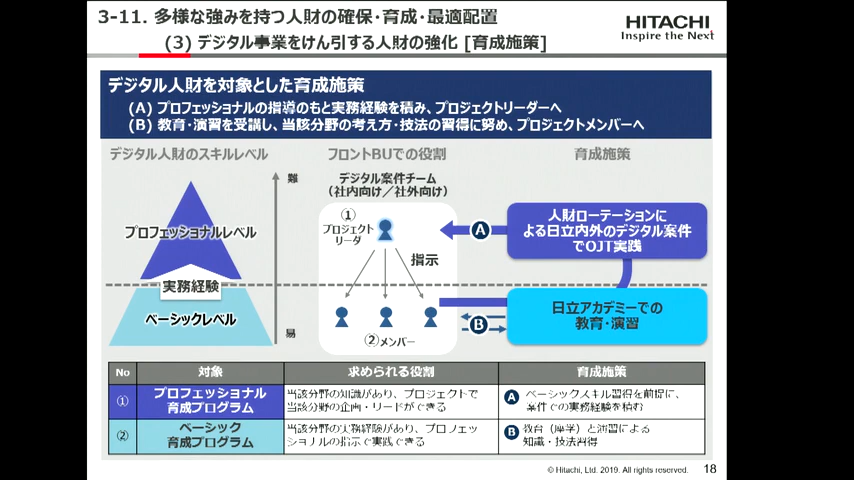 3-11. 多様な強みを持つ人財の確保・育成・最適配置
(3) デジタル事業をけん引する人財の強化 [育成施策]
HITACHI
Inspire the Next
デジタル人財を対象とした育成施策
(A) プロフェッショナルの指導のもと実務経験を積み、プロジェクトリーダーへ
(B) 教育・演習を受講し、当該分野の考え方・技法の習得に努め、プロジェクトメンバーへ
デジタル人財のスキルレベル
フロントBUでの役割
育成施策
難
デジタル案件チーム
(社内向け/社外向け)
プロフェッショナルレベル
実務経験
ベーシックレベル
易
①
プロジェクト
リーダ
指示
②メンバー
A
人財ローテーションに
よる日立内外のデジタル案件
でOJT実践
B
日立アカデミーでの
教育・演習
No 対象 求められる役割 育成施策
① プロフェッショナル
育成プログラム
当該分野の知識があり、プロジェクトで
当該分野の企画・リードができる
A ベーシックスキル習得を前提に、
案件での実務経験を積む
② ベーシック
育成プログラム
当該分野の実務経験があり、プロフェッ
ショナルの指示で実践できる
B 教育(座学)と演習による
知識・技法習得
© Hitachi, Ltd. 2019. All rights reserved.
18